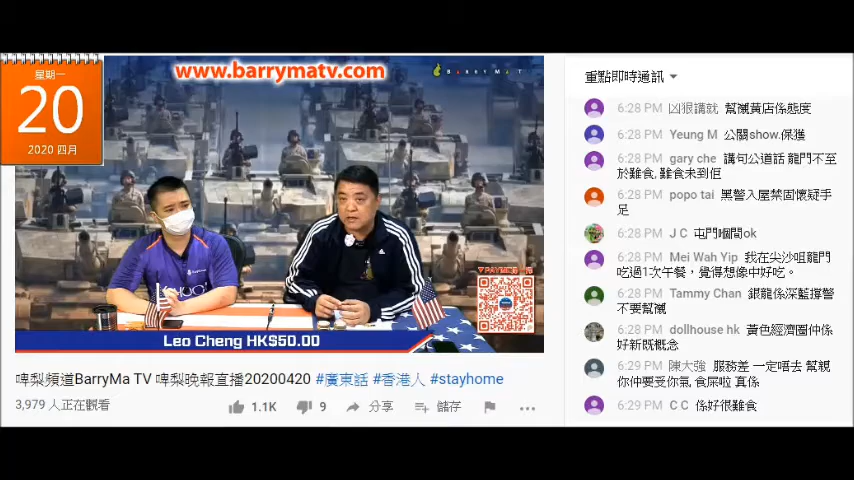 星期一
20
2020 四月
www.barrymatv.com
BARRYMAT
PAYME
Leo Cheng HK$50.00
啤梨頻道BarryMa TV 啤梨晚報直播20200420 #廣東話 #香港人 #stayhome
3,979 人正在觀看
1.1K
9
分享
儲存
重點即時通訊
6:28 PM 凶狠講就 幫襯黃店係態度
6:28 PM Yeung M 公關show.保獲
6:28 PM gary che 講句公道話 龍門不至
於難食, 難食未到佢
6:28 PM popo tai 黑警入屋禁固懷疑手
足
6:28 PM J C 屯門嗰間ok
6:28 PM Mei Wah Yip 我在尖沙咀龍門
吃過1次午餐，覺得想像中好吃。
6:28 PM Tammy Chan 銀龍係深藍撐警
不要幫襯
6:28 PM dollhouse hk 黃色經濟圈仲係
好新既概念
6:29 PM 陳大強 服務差 一定唔去 幫親
你仲要受你氣 食屎啦 真係
6:29 PM C C 係好很難食